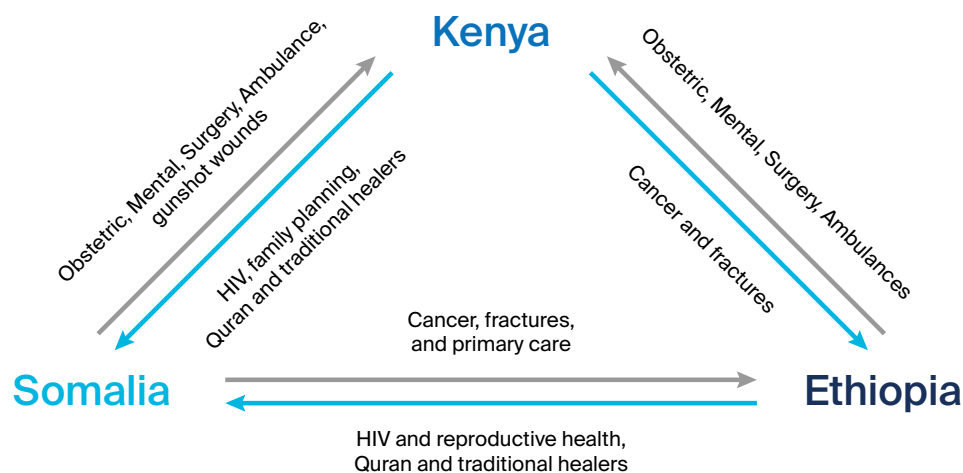 Kenya
Obstetric, Mental, Surgery, Ambulance,
gunshot wounds
HIV, family planning,
Quran and traditional healers
Obstetric, Mental, Surgery, Ambulances
Cancer and fractures
Cancer, fractures,
and primary care
Somalia
Ethiopia
HIV and reproductive health,
Quran and traditional healers